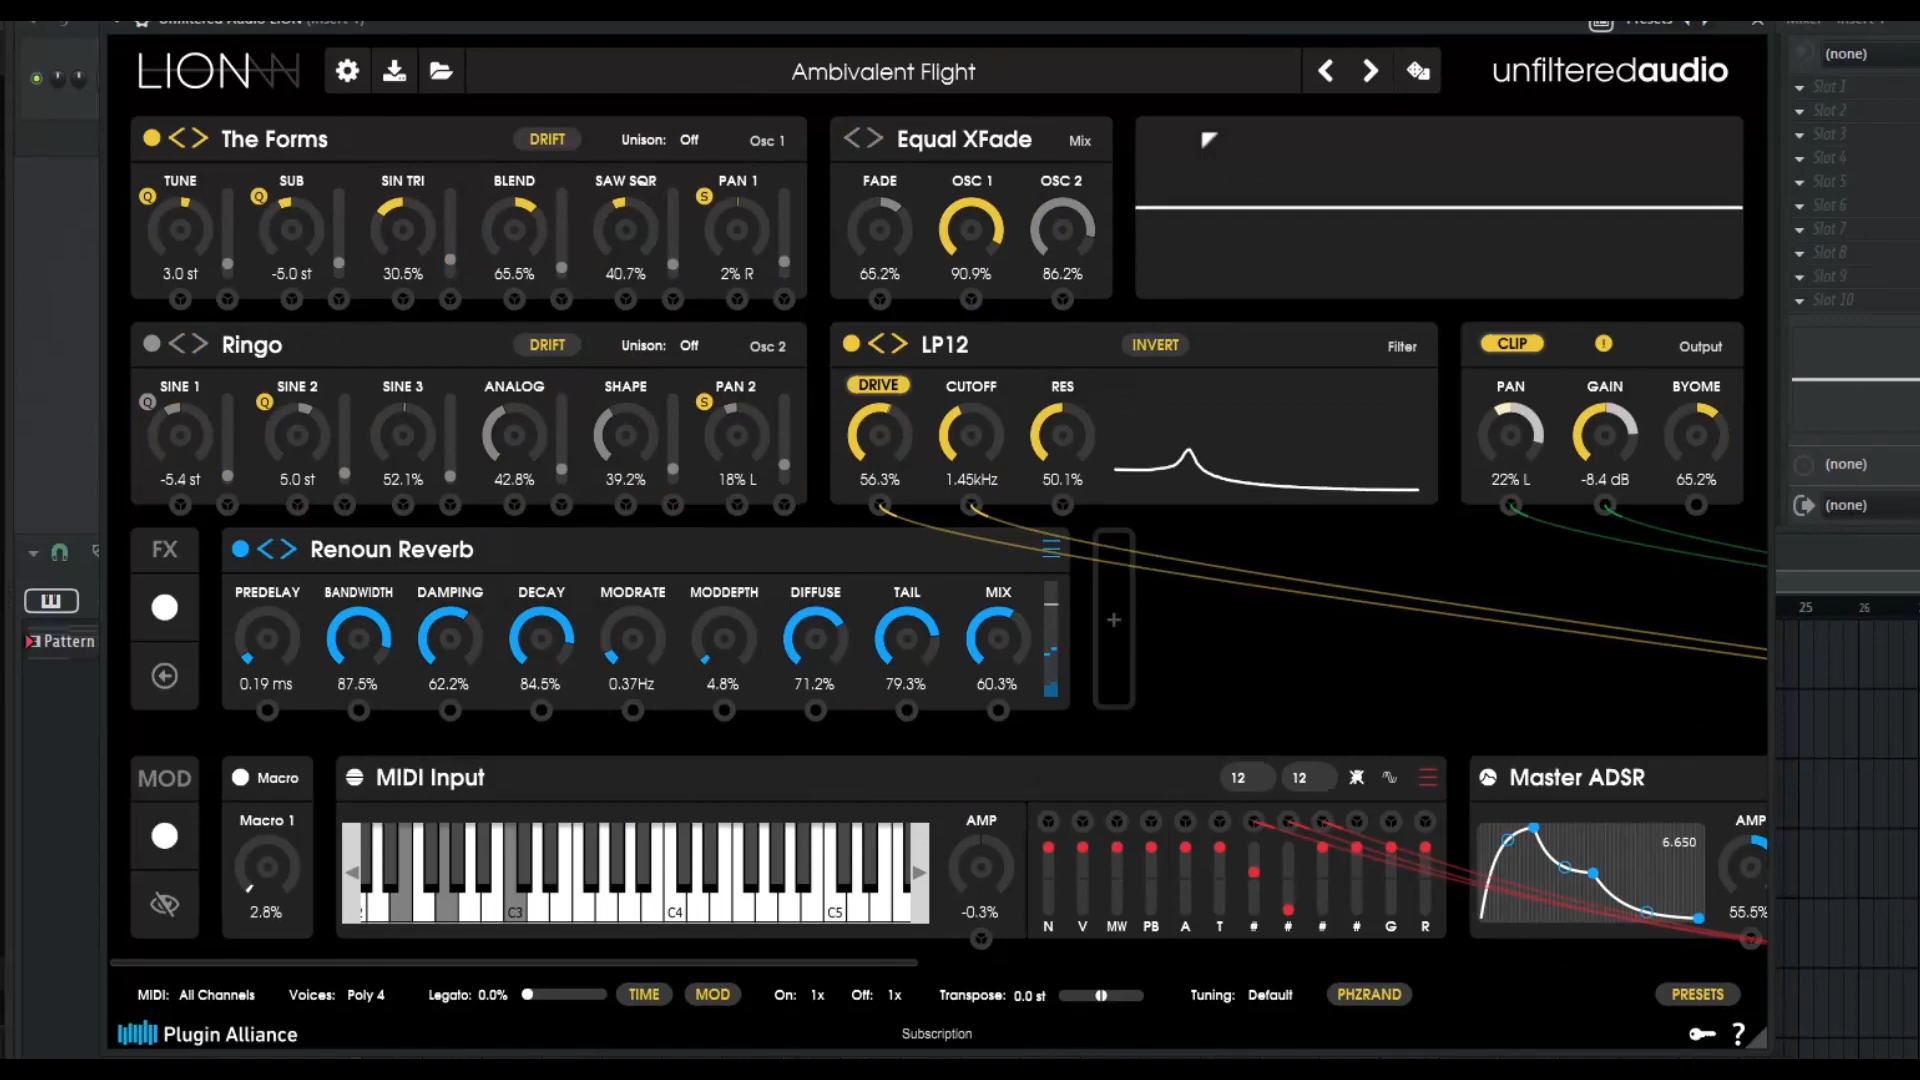 LION
Ambivalent Flight
unfilteredaudio
(none)
Slot 1
Slot 2
Slot 3
Slot 4
Slot 5
Slot 6
Slot 7
Slot 8
Slot 9
Slot 10
The Forms DRIFT Unison: Off Osc 1
TUNE SUB SIN TRI BLEND SAW SQR PAN 1
Q Q S
3.0 st -5.0 st 30.5% 65.5% 40.7% 2% R
Equal XFade Mix
FADE OSC 1 OSC 2
65.2% 90.9% 86.2%
Ringo DRIFT Unison: Off Osc 2
SINE 1 SINE 2 SINE 3 ANALOG SHAPE PAN 2
Q Q S
-5.4 st 5.0 st 52.1% 42.8% 39.2% 18% L
LP12 INVERT Filter
DRIVE CUTOFF RES
56.3% 1.45kHz 50.1%
CLIP ! Output
PAN GAIN BYOME
22% L -8.4 dB 65.2%
(none)
(none)
FX
Renoun Reverb
PREDELAY BANDWIDTH DAMPING DECAY MODRATE MODDEPTH DIFFUSE TAIL MIX
0.19 ms 87.5% 62.2% 84.5% 0.37Hz 4.8% 71.2% 79.3% 60.3%
+
Pattern
25 26
MOD
Macro
Macro 1
2.8%
MIDI Input 12 12
C3 C4 C5
AMP
-0.3%
N V MW PB A T # # # # G R
Master ADSR
6.650
AMP
55.5%
MIDI: All Channels Voices: Poly 4 Legato: 0.0% TIME MOD On: 1x Off: 1x Transpose: 0.0 st Tuning: Default PHZRAND PRESETS
Plugin Alliance
Subscription
?